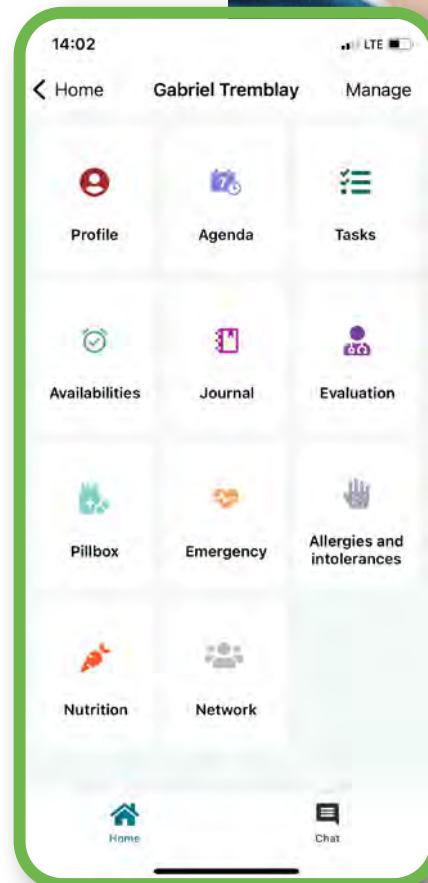 14:02
LTE
Home
Gabriel Tremblay
Manage
7
Profile
Agenda
Tasks
Availabilities
Journal
Evaluation
Pillbox
Emergency
Allergies and
intolerances
Nutrition
Network
Home
Chat